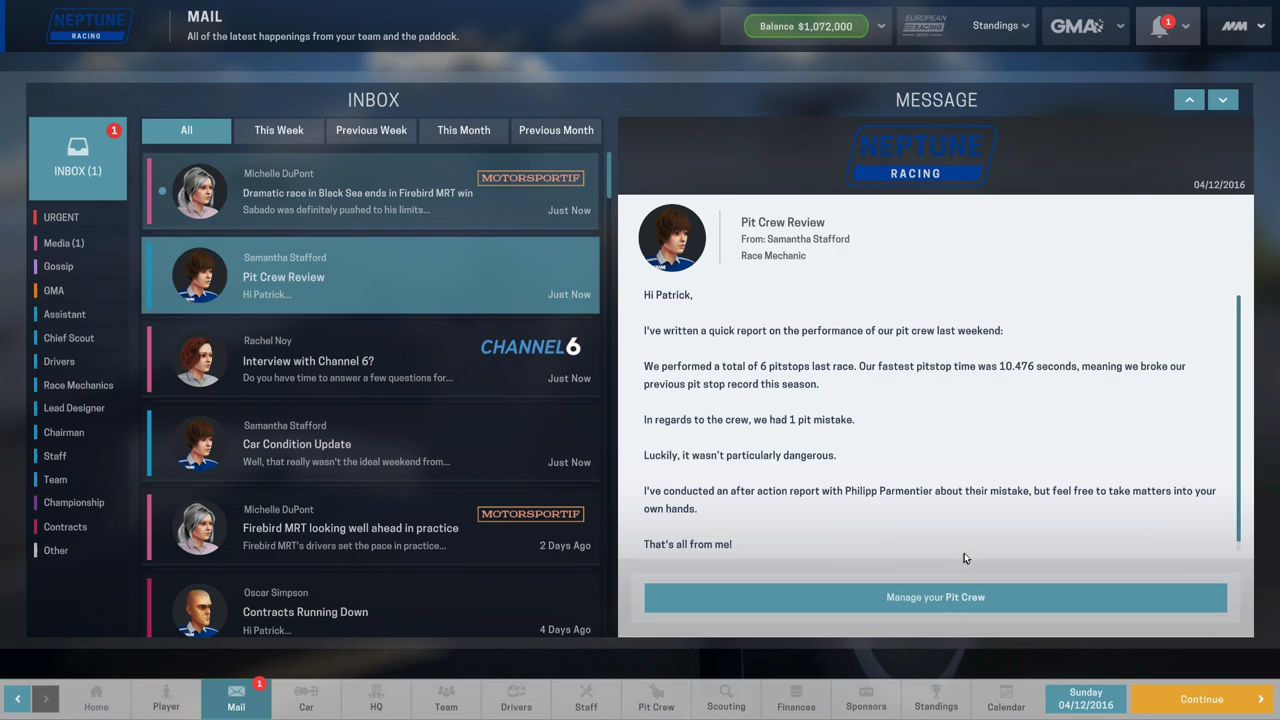 NEPTUNE
RACING
MAIL
All of the latest happenings from your team and the paddock.
Balance $1,072,000
EUROPEAN
RACING
SERIES
Standings
GMA
1
INBOX
MESSAGE
1
INBOX (1)
URGENT
Media (1)
Gossip
GMA
Assistant
Chief Scout
Drivers
Race Mechanics
Lead Designer
Chairman
Staff
Team
Championship
Contracts
Other
All
This Week
Previous Week
This Month
Previous Month
Michelle DuPont
MOTORSPORTIF
Dramatic race in Black Sea ends in Firebird MRT win
Sabado was definitely pushed to his limits...
Just Now
Samantha Stafford
Pit Crew Review
Hi Patrick...
Just Now
Rachel Noy
CHANNEL6
Interview with Channel 6?
Do you have time to answer a few questions for...
Just Now
Samantha Stafford
Car Condition Update
Well, that really wasn't the ideal weekend from...
Just Now
Michelle DuPont
MOTORSPORTIF
Firebird MRT looking well ahead in practice
Firebird MRT's drivers set the pace in practice...
2 Days Ago
Oscar Simpson
Contracts Running Down
Hi Patrick...
4 Days Ago
NEPTUNE
RACING
04/12/2016
Pit Crew Review
From: Samantha Stafford
Race Mechanic
Hi Patrick,
I've written a quick report on the performance of our pit crew last weekend:
We performed a total of 6 pitstops last race. Our fastest pitstop time was 10.476 seconds, meaning we broke our
previous pit stop record this season.
In regards to the crew, we had 1 pit mistake.
Luckily, it wasn't particularly dangerous.
I've conducted an after action report with Philipp Parmentier about their mistake, but feel free to take matters into your
own hands.
That's all from me!
Manage your Pit Crew
Home
Player
1
Mail
Car
HQ
Team
Drivers
Staff
Pit Crew
Scouting
Finances
Sponsors
Standings
Calendar
Sunday
04/12/2016
Continue